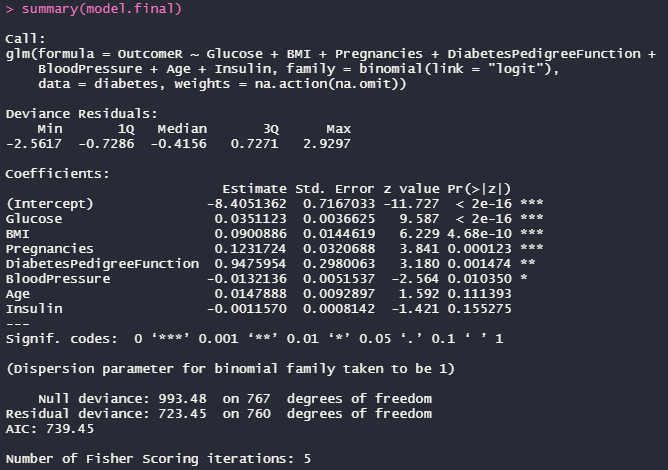 > summary(model.final)

Call:
glm(formula = OutcomeR ~ Glucose + BMI + Pregnancies + DiabetesPedigreeFunction +
    BloodPressure + Age + Insulin, family = binomial(link = "logit"),
    data = diabetes, weights = na.action(na.omit))

Deviance Residuals:
    Min       1Q   Median       3Q      Max
-2.5617  -0.7286  -0.4156   0.7271   2.9297

Coefficients:
                           Estimate Std. Error z value Pr(>|z|)
(Intercept)              -8.4051362  0.7167033 -11.727  < 2e-16 ***
Glucose                   0.0351123  0.0036625   9.587  < 2e-16 ***
BMI                       0.0900886  0.0144619   6.229 4.68e-10 ***
Pregnancies               0.1231724  0.0320688   3.841 0.000123 ***
DiabetesPedigreeFunction  0.9475954  0.2980063   3.180 0.001474 **
BloodPressure            -0.0132136  0.0051537  -2.564 0.010350 *
Age                       0.0147888  0.0092897   1.592 0.111393
Insulin                  -0.0011570  0.0008142  -1.421 0.155275
---
Signif. codes:  0 ‘***’ 0.001 ‘**’ 0.01 ‘*’ 0.05 ‘.’ 0.1 ‘ ’ 1

(Dispersion parameter for binomial family taken to be 1)

    Null deviance: 993.48  on 767  degrees of freedom
Residual deviance: 723.45  on 760  degrees of freedom
AIC: 739.45

Number of Fisher Scoring iterations: 5